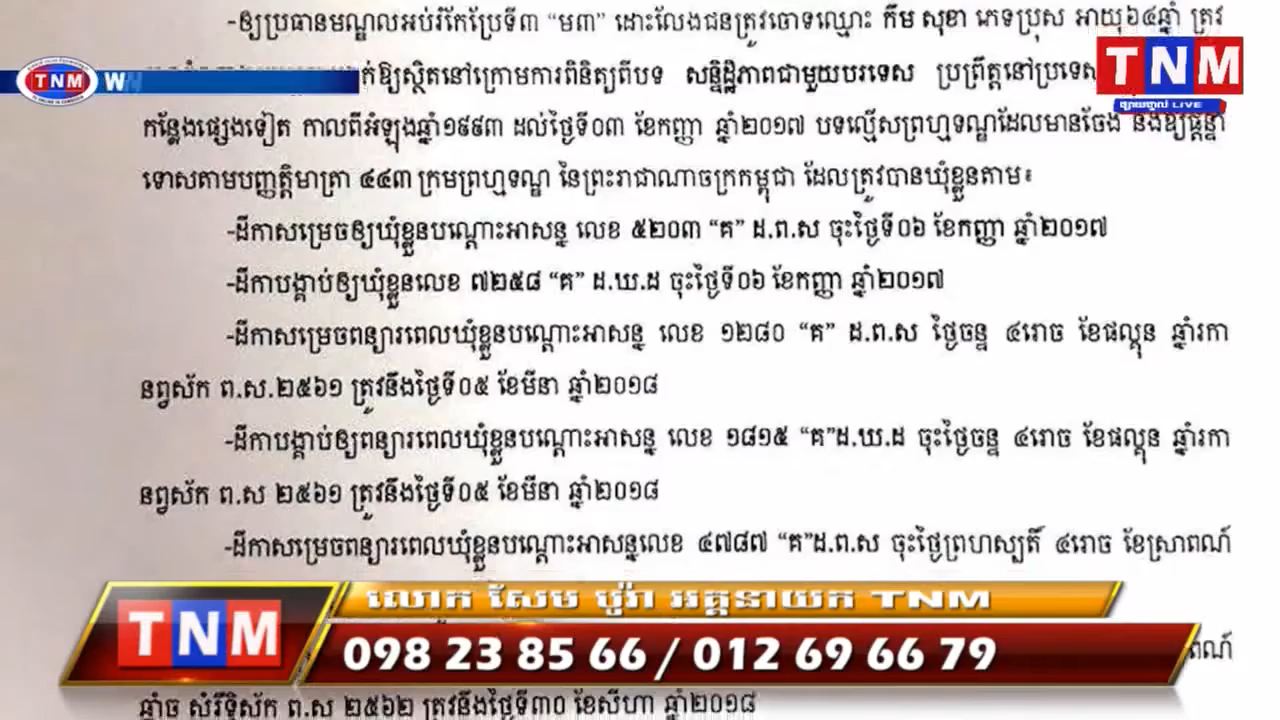 -ឲ្យប្រធានមណ្ឌលអប់រំកែប្រែទី៣ “ម៣” ដោះលែងជនត្រូវចោទឈ្មោះ កឹម សុខា ភេទប្រុស អាយុ៦៤ឆ្នាំ ត្រូវ
ឱ្យស្ថិតនៅក្រោមការពិនិត្យពីបទ សន្និដ្ឋិភាពជាមួយបរទេស ប្រព្រឹត្តនៅប្រទេស
TNM W
TNM
ផ្សាយផ្ទាល់ LIVE
កន្លែងផ្សេងទៀត កាលពីអំឡុងឆ្នាំ១៩៩៣ ដល់ថ្ងៃទី០៣ ខែកញ្ញា ឆ្នាំ២០១៧ បទល្មើសព្រហ្មទណ្ឌដែលមានចែង និងឱ្យផ្តន្ទា
ទោសតាមបញ្ញត្តិមាត្រា ៤៤៣ ក្រមព្រហ្មទណ្ឌ នៃព្រះរាជាណាចក្រកម្ពុជា ដែលត្រូវបានឃុំខ្លួនតាម៖
-ដីកាសម្រេចឲ្យឃុំខ្លួនបណ្តោះអាសន្ន លេខ ៥២០៣ “គ” ដ.ព.ស ចុះថ្ងៃទី០៦ ខែកញ្ញា ឆ្នាំ២០១៧
-ដីកាបង្គាប់ឲ្យឃុំខ្លួនលេខ ៧២៥៨ “គ” ដ.ឃ.ដ ចុះថ្ងៃទី០៦ ខែកញ្ញា ឆ្នាំ២០១៧
-ដីកាសម្រេចពន្យារពេលឃុំខ្លួនបណ្តោះអាសន្ន លេខ ១២៨០ “គ” ដ.ព.ស ថ្ងៃចន្ទ ៤រោច ខែផល្គុន ឆ្នាំរកា
នព្វស័ក ព.ស.២៥៦១ ត្រូវនឹងថ្ងៃទី០៥ ខែមីនា ឆ្នាំ២០១៨
-ដីកាបង្គាប់ឲ្យពន្យារពេលឃុំខ្លួនបណ្តោះអាសន្ន លេខ ១៨១៥ “គ”ដ.ឃ.ដ ចុះថ្ងៃចន្ទ ៤រោច ខែផល្គុន ឆ្នាំរកា
នព្វស័ក ព.ស ២៥៦១ ត្រូវនឹងថ្ងៃទី០៥ ខែមីនា ឆ្នាំ២០១៨
-ដីកាសម្រេចពន្យារពេលឃុំខ្លួនបណ្តោះអាសន្នលេខ ៤៧៨៧ “គ”ដ.ព.ស ចុះថ្ងៃព្រហស្បតិ៍ ៤រោច ខែស្រាពណ៍
លោក សែម បូរ៉ា អគ្គនាយក TNM
TNM
098 23 85 66 / 012 69 66 79
ឆ្នាំច សំរឹទ្ធិស័ក ព.ស ២៥៦២ ត្រូវនឹងថ្ងៃទី៣០ ខែសីហា ឆ្នាំ២០១៨